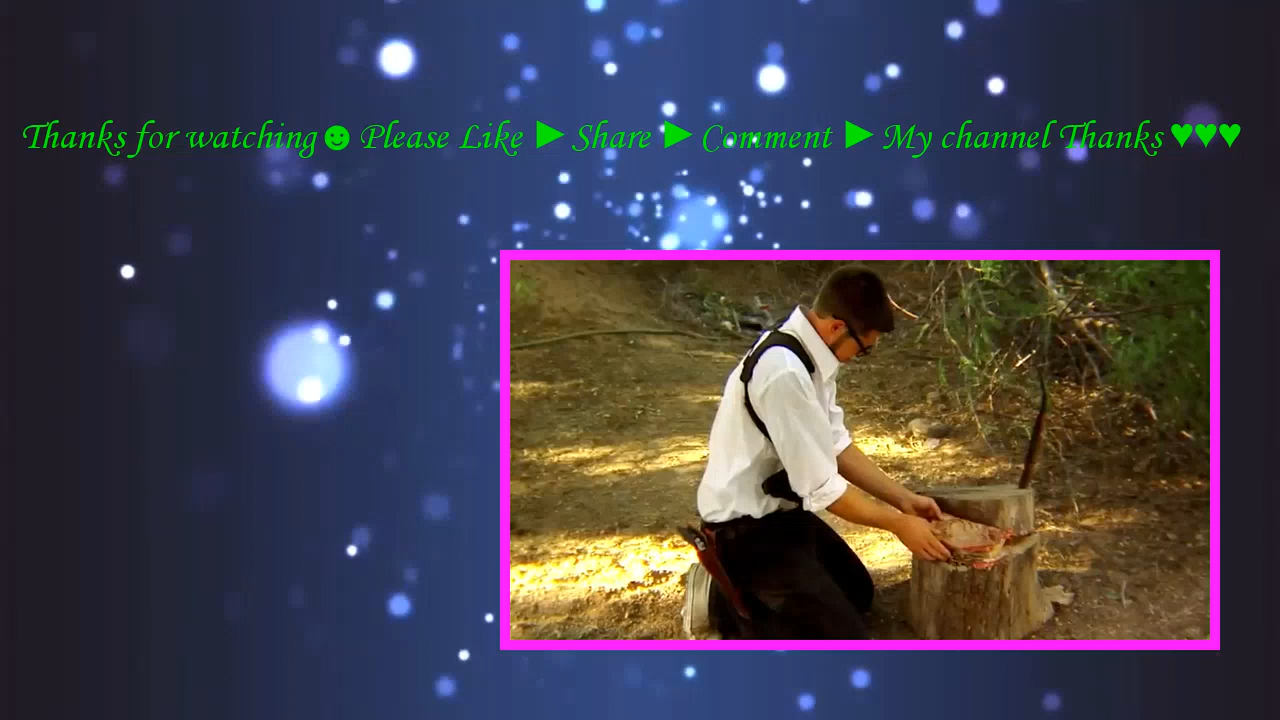 Thanks for watching☻Please Like ► Share ► Comment ► My channel Thanks ♥♥♥